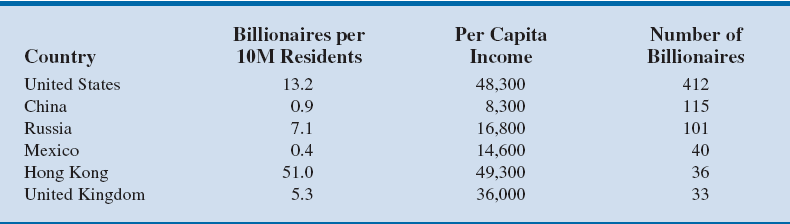 Country Billionaires per 10M Residents Per Capita Income Number of Billionaires
United States 13.2 48,300 412
China 0.9 8,300 115
Russia 7.1 16,800 101
Mexico 0.4 14,600 40
Hong Kong 51.0 49,300 36
United Kingdom 5.3 36,000 33